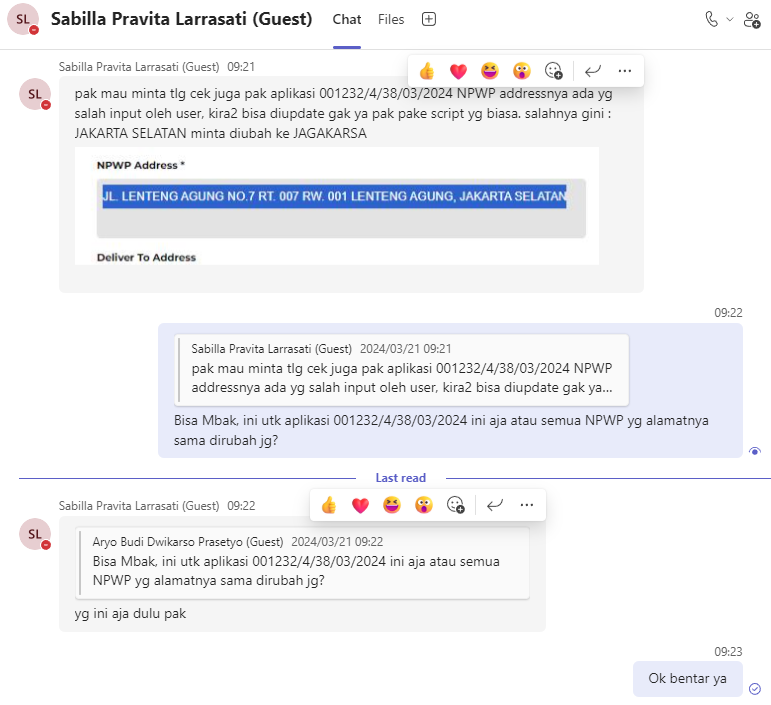 SL
Sabilla Pravita Larrasati (Guest) Chat Files
Sabilla Pravita Larrasati (Guest) 09:21
SL
pak mau minta tlg cek juga pak aplikasi 001232/4/38/03/2024 NPWP addressnya ada yg
salah input oleh user, kira2 bisa diupdate gak ya pak pake script yg biasa. salahnya gini :
JAKARTA SELATAN minta diubah ke JAGAKARSA
NPWP Address *
JL. LENTENG AGUNG NO.7 RT. 007 RW. 001 LENTENG AGUNG, JAKARTA SELATAN
Deliver To Address
09:22
Sabilla Pravita Larrasati (Guest) 2024/03/21 09:21
pak mau minta tlg cek juga pak aplikasi 001232/4/38/03/2024 NPWP
addressnya ada yg salah input oleh user, kira2 bisa diupdate gak ya...
Bisa Mbak, ini utk aplikasi 001232/4/38/03/2024 ini aja atau semua NPWP yg alamatnya
sama dirubah jg?
Last read
Sabilla Pravita Larrasati (Guest) 09:22
SL
Aryo Budi Dwikarso Prasetyo (Guest) 2024/03/21 09:22
Bisa Mbak, ini utk aplikasi 001232/4/38/03/2024 ini aja atau semua
NPWP yg alamatnya sama dirubah jg?
yg ini aja dulu pak
09:23
Ok bentar ya